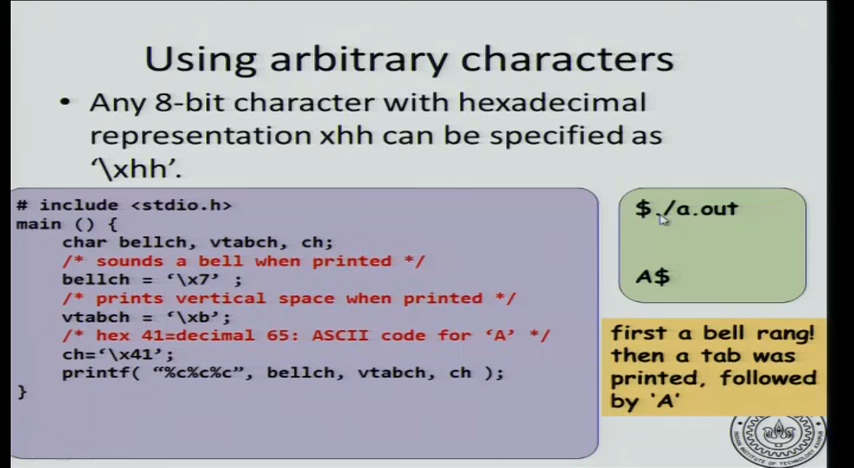 Using arbitrary characters
• Any 8-bit character with hexadecimal
representation xhh can be specified as
‘\xhh’.
# include <stdio.h>
main () {
char bellch, vtabch, ch;
/* sounds a bell when printed */
bellch = ‘\x7’ ;
/* prints vertical space when printed */
vtabch = ‘\xb’;
/* hex 41=decimal 65: ASCII code for ‘A’ */
ch=‘\x41’;
printf( “%c%c%c”, bellch, vtabch, ch );
}
$./a.out
A$
first a bell rang!
then a tab was
printed, followed
by ‘A’